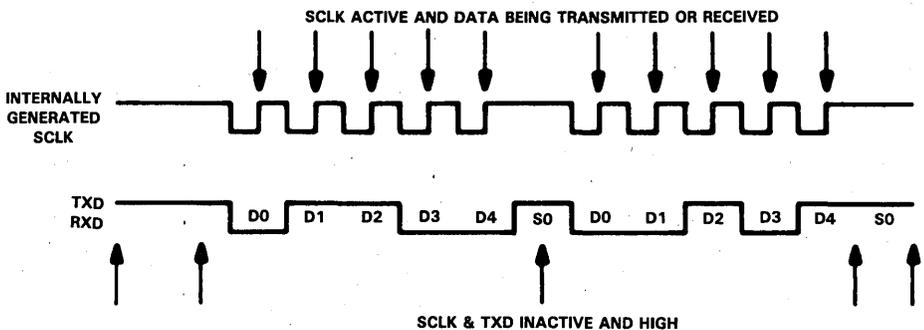 SCLK ACTIVE AND DATA BEING TRANSMITTED OR RECEIVED
INTERNALLY
GENERATED
SCLK
TXD
RXD
D0 D1 D2 D3 D4 S0 D0 D1 D2 D3 D4 S0
SCLK & TXD INACTIVE AND HIGH